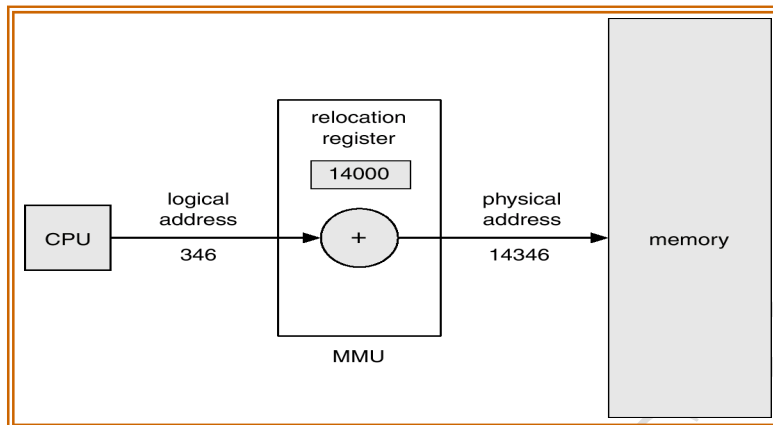 relocation
register
14000
logical
address
346
CPU
+
physical
address
14346
memory
MMU